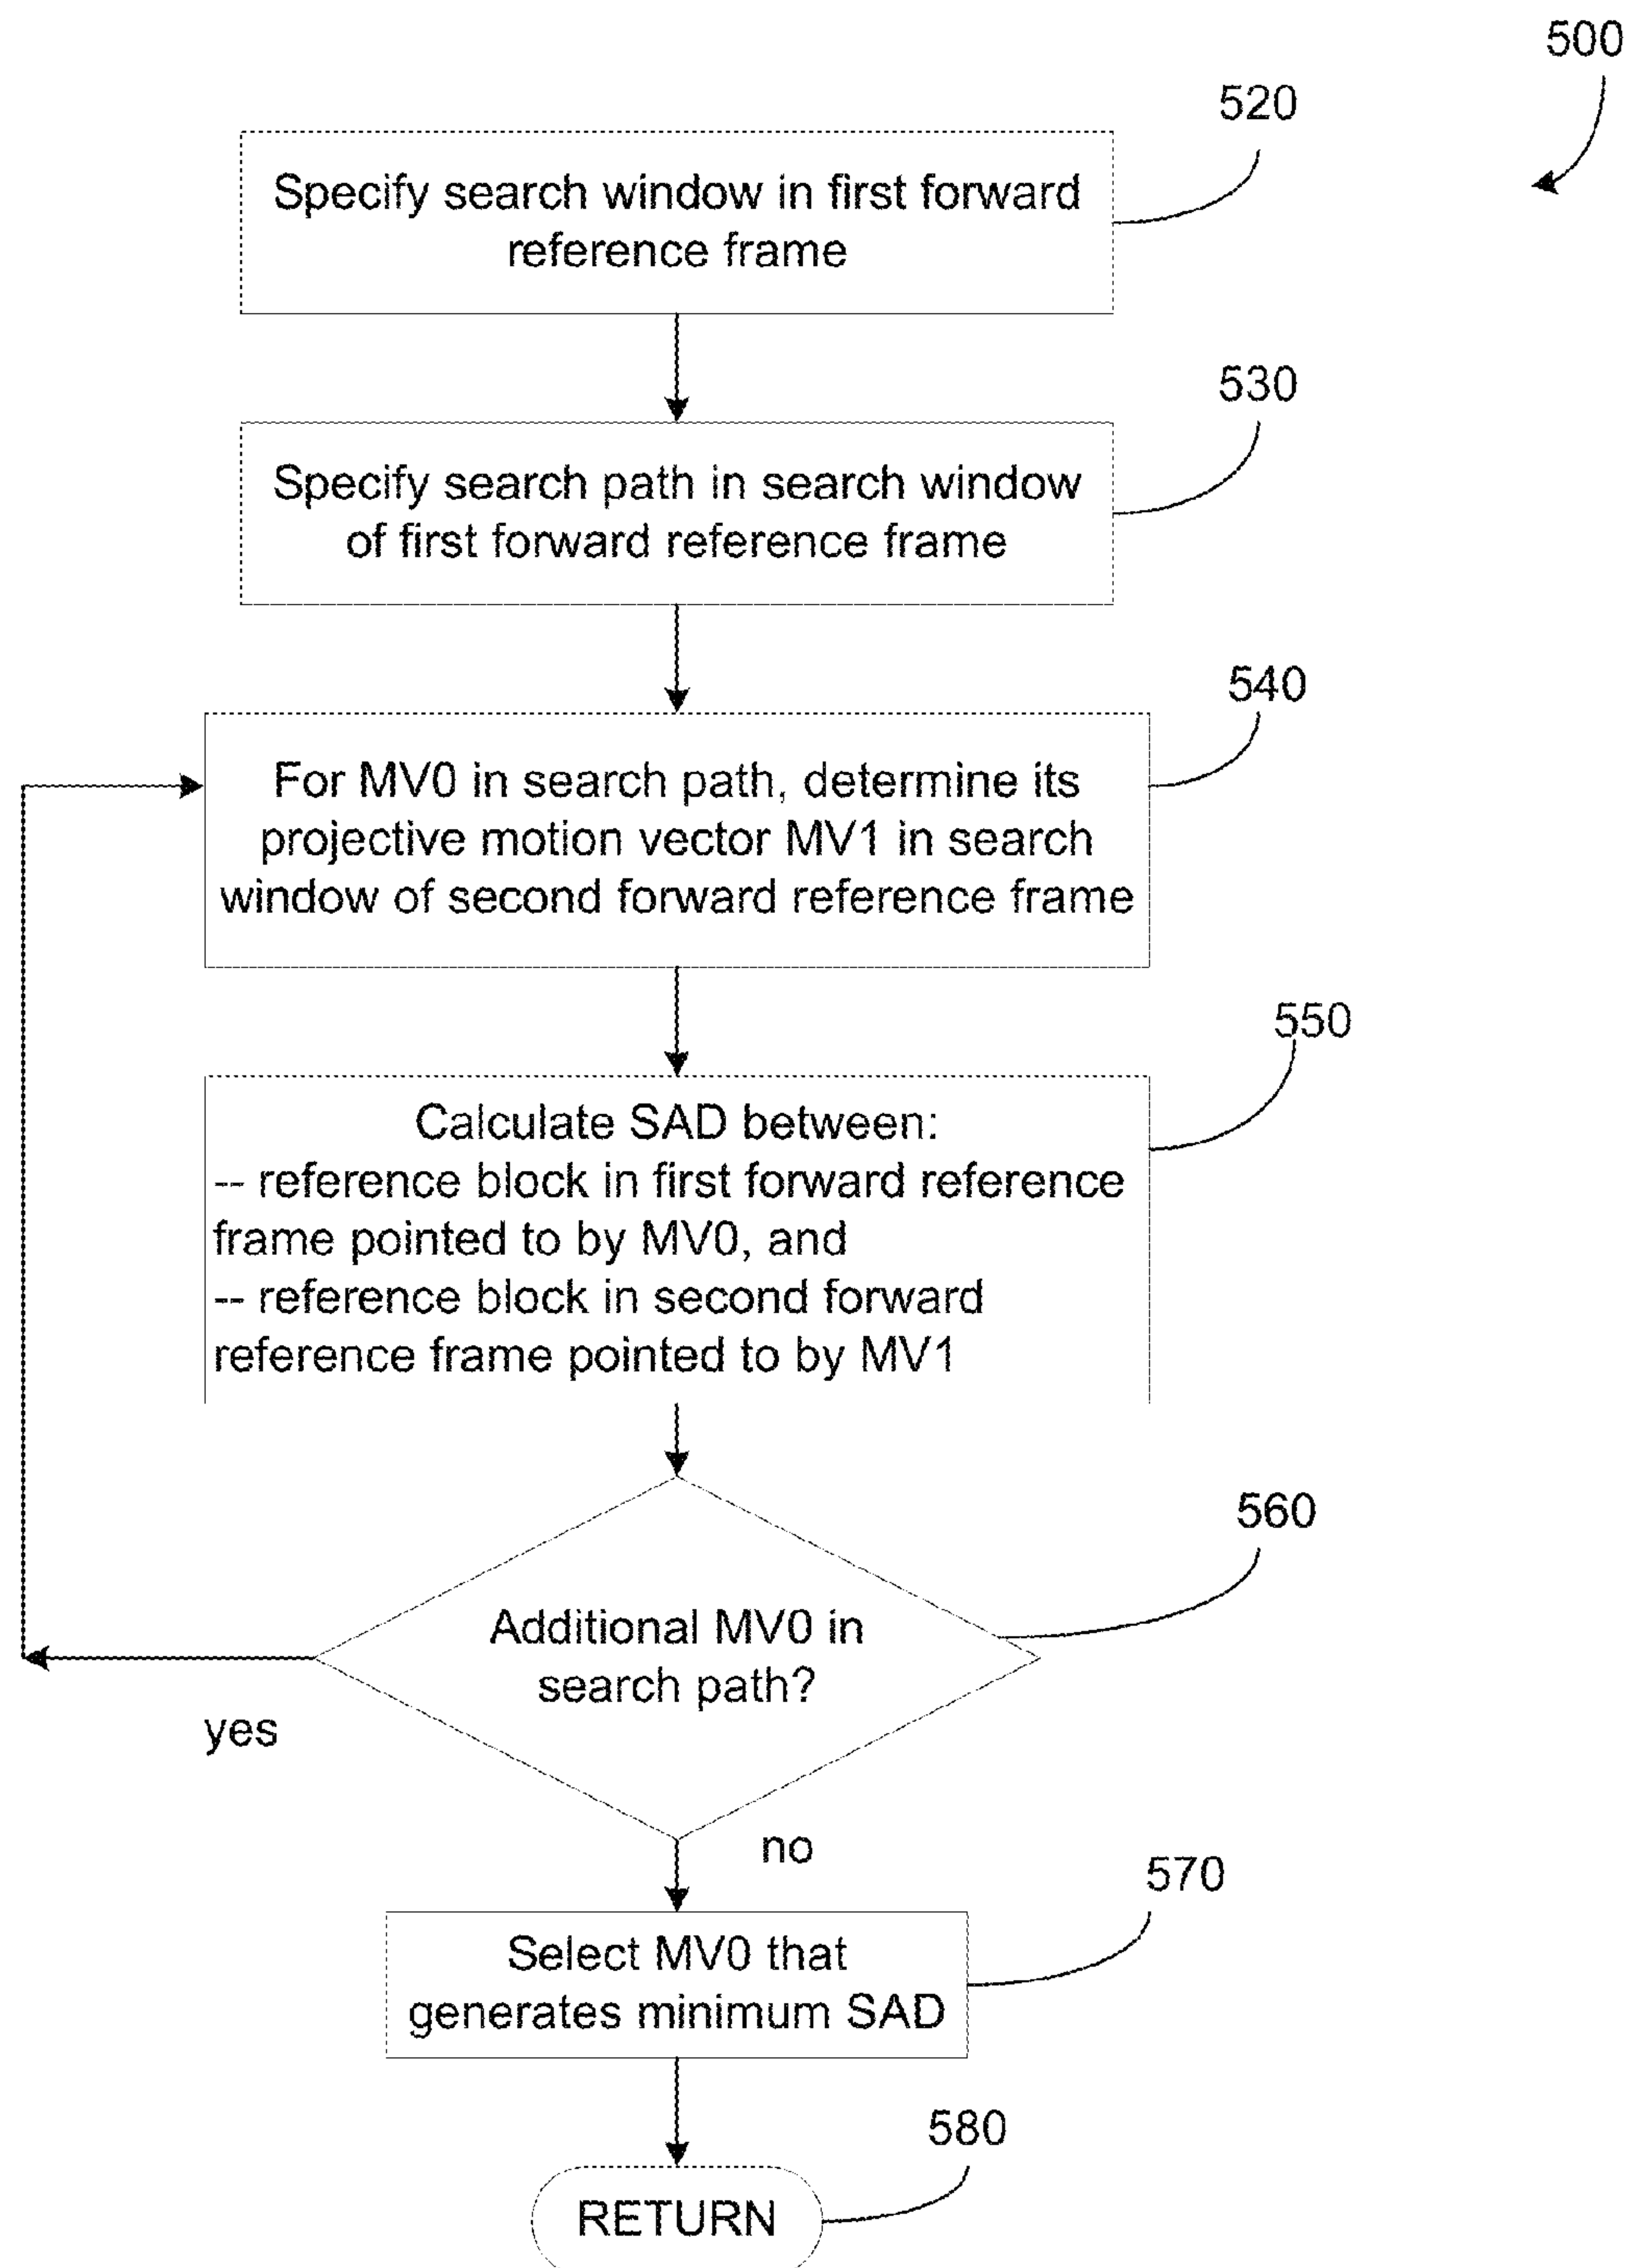 500
520
Specify search window in first forward
reference frame
530
Specify search path in search window
of first forward reference frame
540
For MV0 in search path, determine its
projective motion vector MV1 in search
window of second forward reference frame
550
Calculate SAD between:
-- reference block in first forward reference
frame pointed to by MV0, and
-- reference block in second forward
reference frame pointed to by MV1
560
Additional MV0 in
search path?
yes
no
570
Select MV0 that
generates minimum SAD
580
RETURN